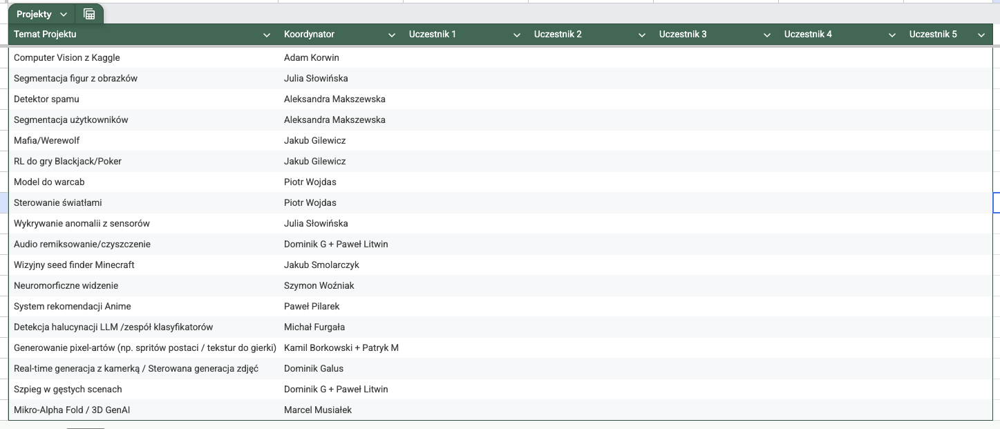 Projekty
Temat Projektu Koordynator Uczestnik 1 Uczestnik 2 Uczestnik 3 Uczestnik 4 Uczestnik 5
Computer Vision z Kaggle Adam Korwin
Segmentacja figur z obrazków Julia Słowińska
Detektor spamu Aleksandra Makszewska
Segmentacja użytkowników Aleksandra Makszewska
Mafia/Werewolf Jakub Gilewicz
RL do gry Blackjack/Poker Jakub Gilewicz
Model do warcab Piotr Wojdas
Sterowanie światłami Piotr Wojdas
Wykrywanie anomalii z sensorów Julia Słowińska
Audio remiksowanie/czyszczenie Dominik G + Paweł Litwin
Wizyjny seed finder Minecraft Jakub Smolarczyk
Neuromorficzne widzenie Szymon Woźniak
System rekomendacji Anime Paweł Pilarek
Detekcja halucynacji LLM /zespół klasyfikatorów Michał Furgała
Generowanie pixel-artów (np. spritów postaci / tekstur do gierki) Kamil Borkowski + Patryk M
Real-time generacja z kamerką / Sterowana generacja zdjęć Dominik Galus
Szpieg w gęstych scenach Dominik G + Paweł Litwin
Mikro-Alpha Fold / 3D GenAI Marcel Musiałek